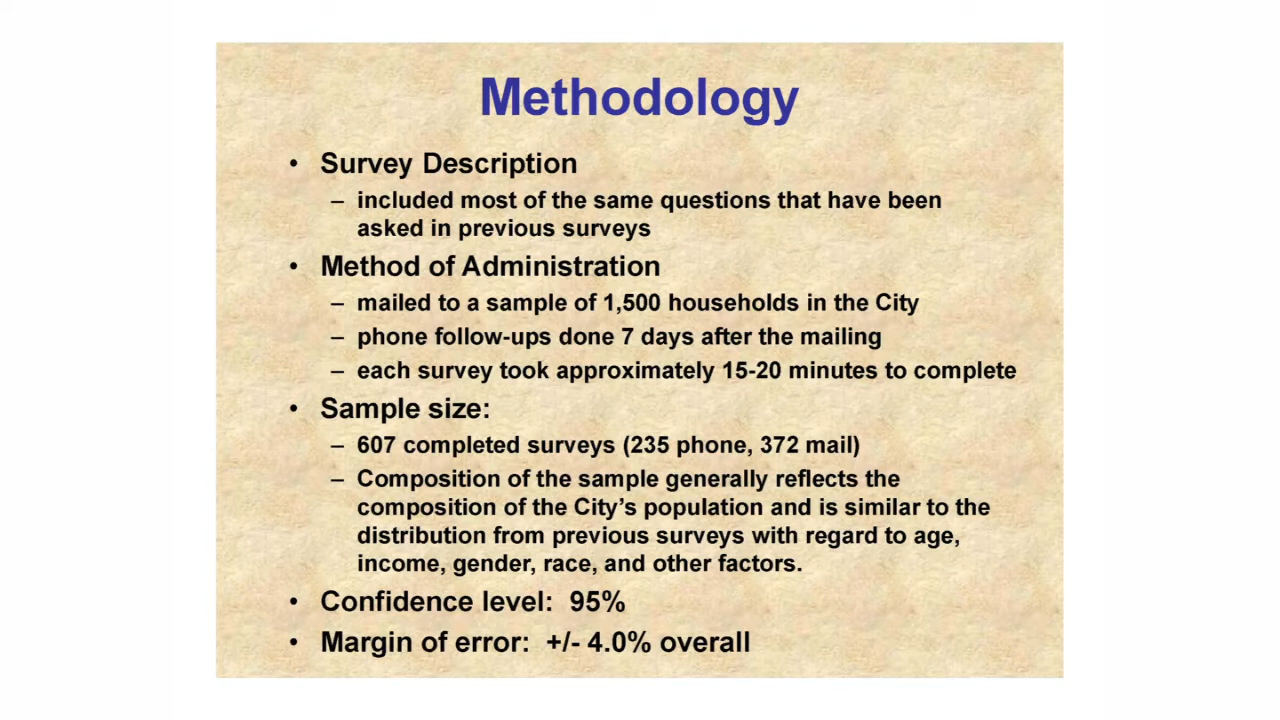 Methodology
• Survey Description
– included most of the same questions that have been
asked in previous surveys
• Method of Administration
– mailed to a sample of 1,500 households in the City
– phone follow-ups done 7 days after the mailing
– each survey took approximately 15-20 minutes to complete
• Sample size:
– 607 completed surveys (235 phone, 372 mail)
– Composition of the sample generally reflects the
composition of the City's population and is similar to the
distribution from previous surveys with regard to age,
income, gender, race, and other factors.
• Confidence level: 95%
• Margin of error: +/- 4.0% overall